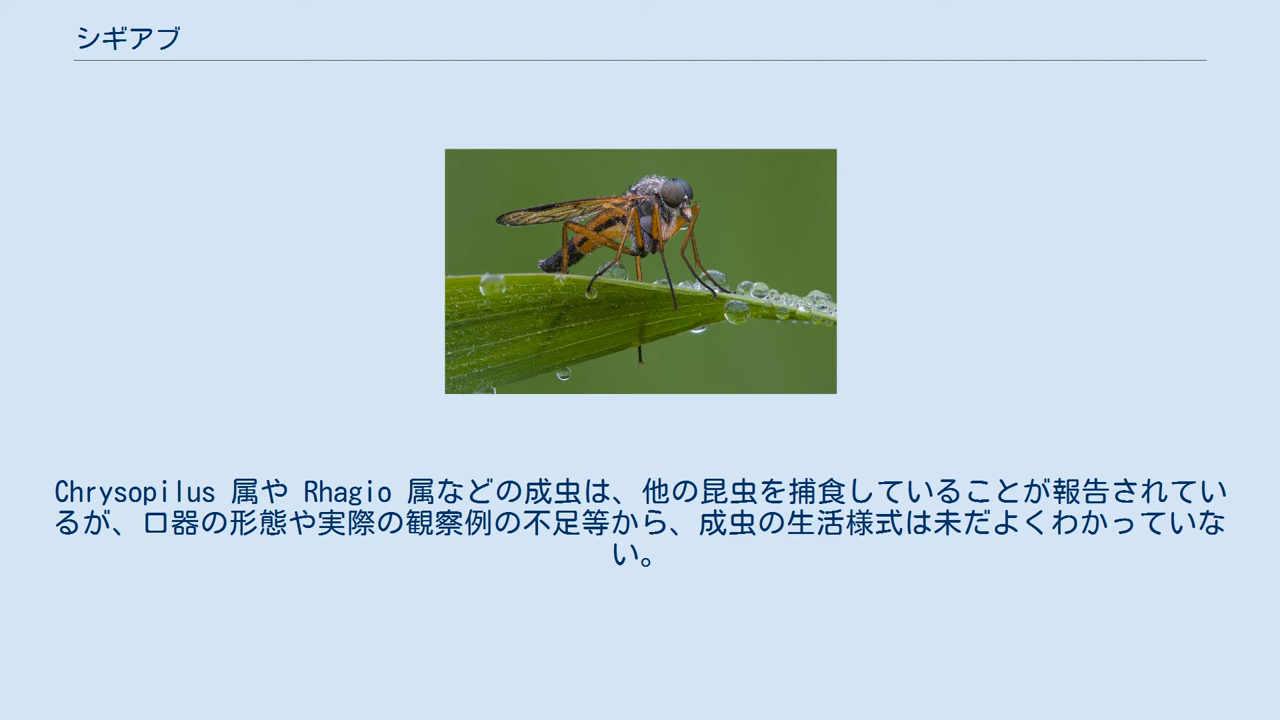 シギアブ
Chrysopilus 属や Rhagio 属などの成虫は、他の昆虫を捕食していることが報告されてい
るが、口器の形態や実際の観察例の不足等から、成虫の生活様式は未だよくわかっていな
い。